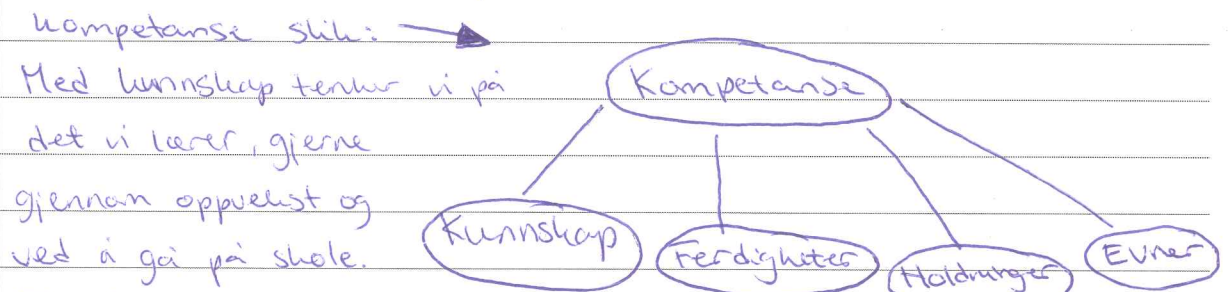 kompetanse slik:
Med kunnskap tenker vi på
det vi lærer, gjerne
gjennom oppvekst og
ved å gå på skole.
Kompetanse
Kunnskap
Ferdigheter
Holdninger
Evner